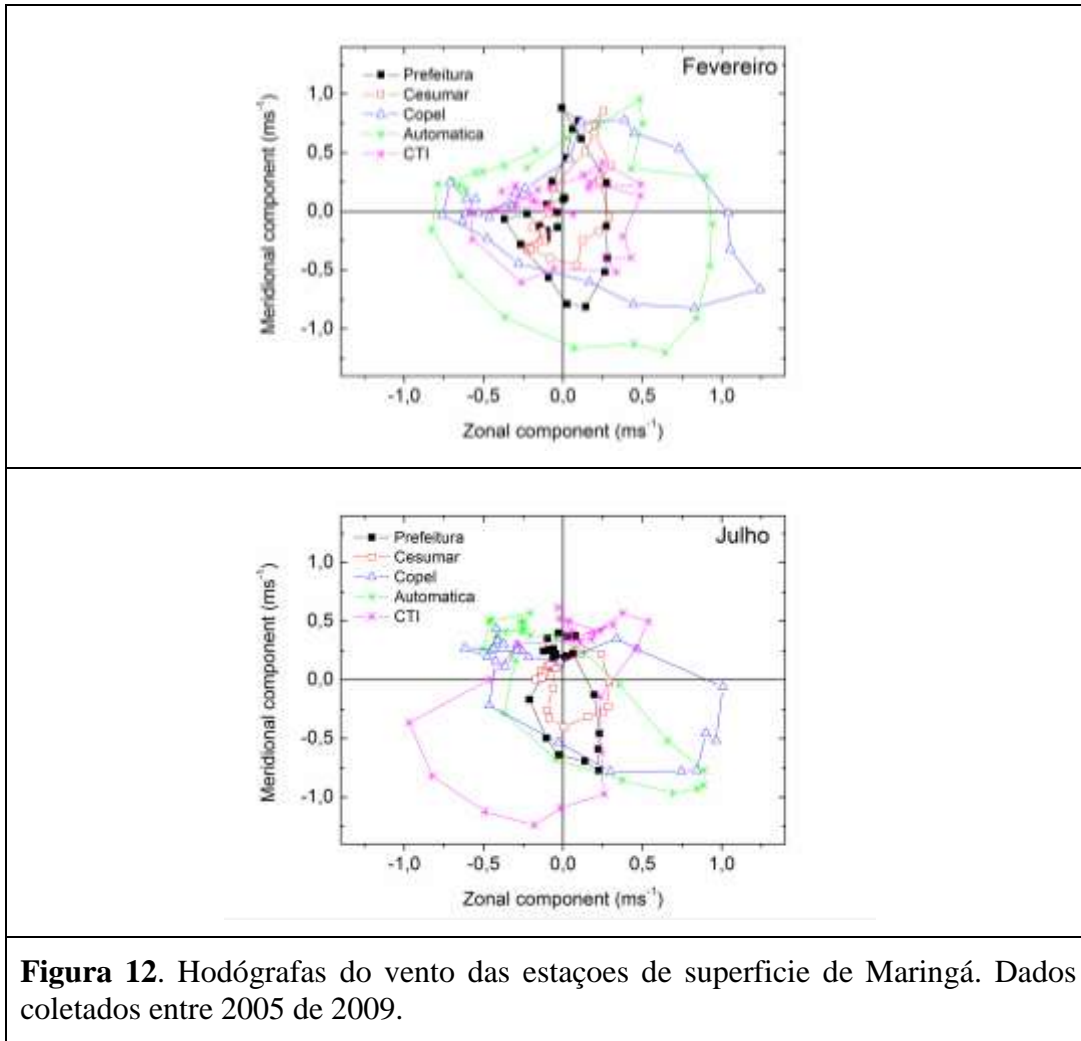 Fevereiro
Prefeitura
Cesumar
Copel
Automatica
CTI
Meridional component (ms⁻¹)
1,0
0,5
0,0
-0,5
-1,0
-1,0 -0,5 0,0 0,5 1,0
Zonal component (ms⁻¹)
Julho
Prefeitura
Cesumar
Copel
Automatica
CTI
Meridional component (ms⁻¹)
1,0
0,5
0,0
-0,5
-1,0
-1,0 -0,5 0,0 0,5 1,0
Zonal component (ms⁻¹)
Figura 12. Hodógrafas do vento das estaçoes de superficie de Maringá. Dados
coletados entre 2005 de 2009.